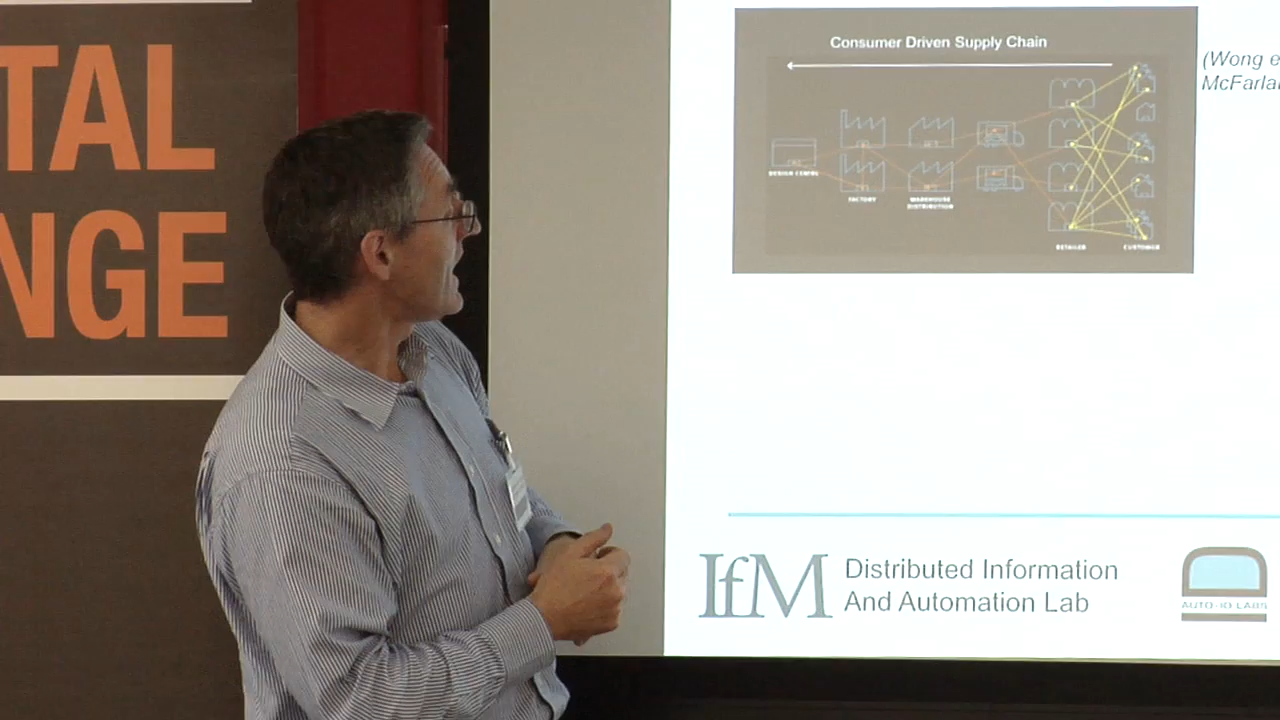 TAL
NGE
Consumer Driven Supply Chain
(Wong e
McFarla
DESIGN CENTRE
FACTORY
WAREHOUSE
DISTRIBUTION
RETAILER
CUSTOMER
IfM
Distributed Information
And Automation Lab
AUTO-ID LABS